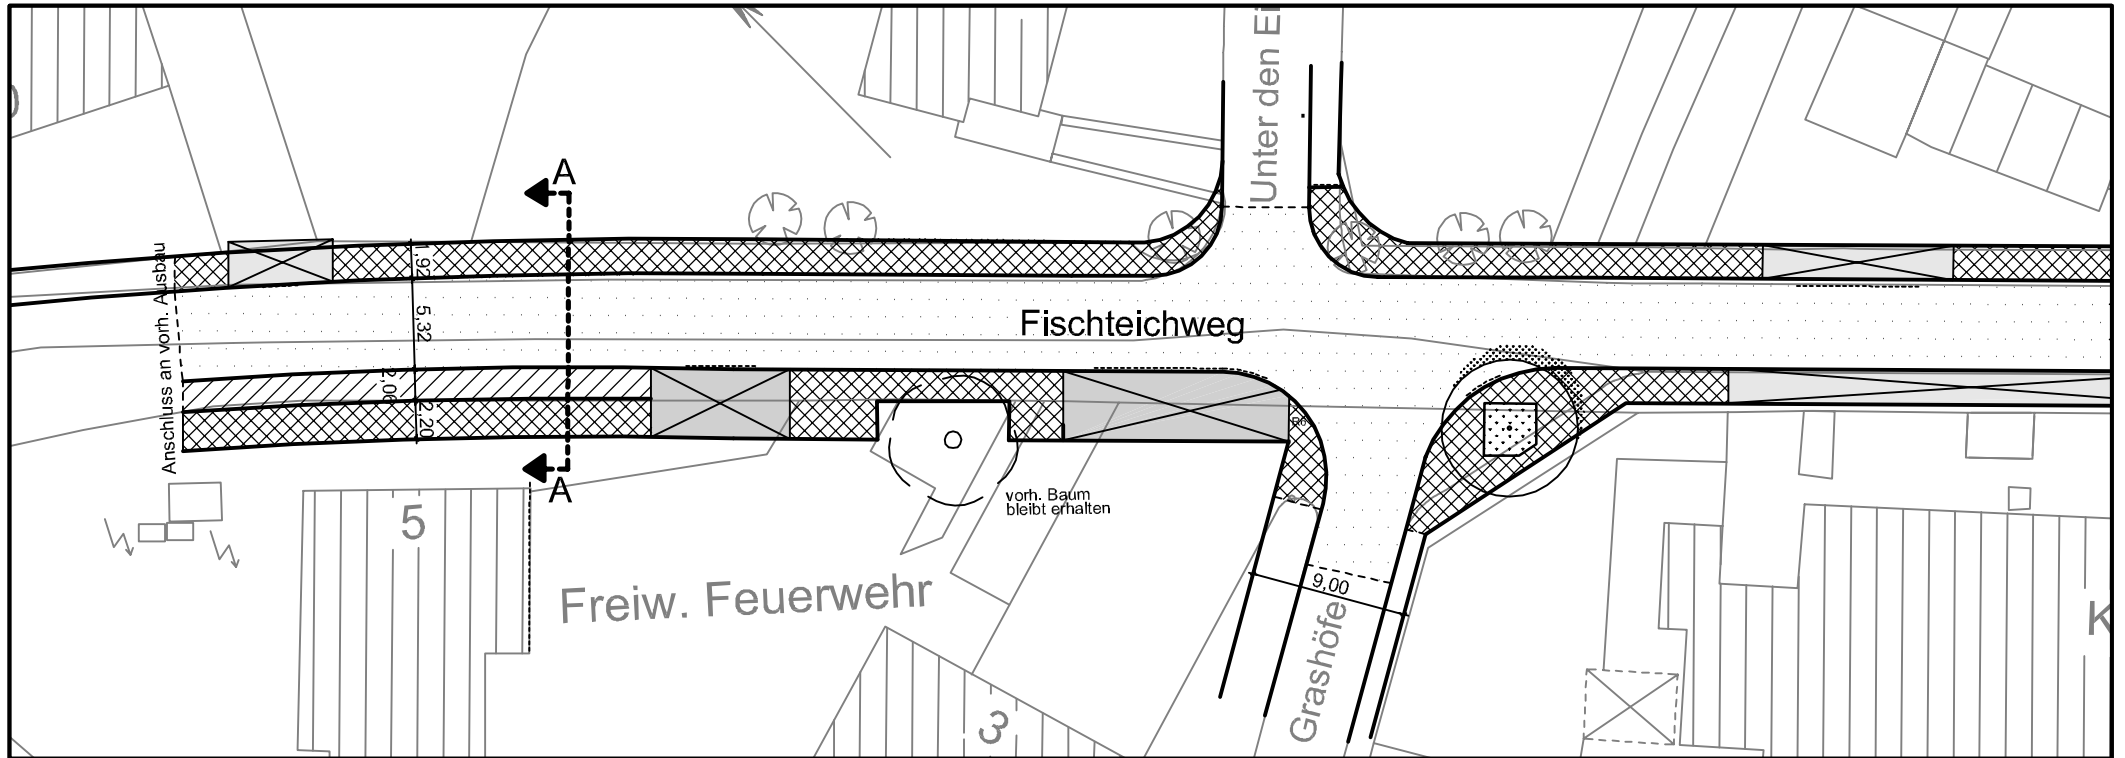 Unter den Ei
A
Anschluss an vorh. Ausbau
1,92
5,32
2,06
2,20
Fischteichweg
A
vorh. Baum
bleibt erhalten
5
Freiw. Feuerwehr
3
9,00
Grashöfe
K